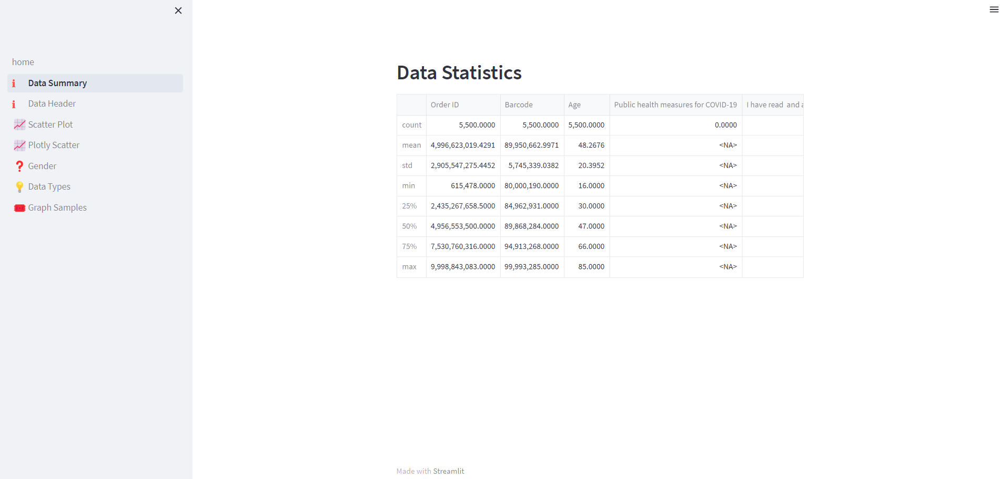 home
Data Summary
Data Header
Scatter Plot
Plotly Scatter
Gender
Data Types
Graph Samples
Data Statistics
Order ID Barcode Age Public health measures for COVID-19 I have read and
count 5,500.0000 5,500.0000 5,500.0000 0.0000
mean 4,996,623,019.4291 89,950,662.9971 48.2676 <NA>
std 2,905,547,275.4452 5,745,339.0382 20.3952 <NA>
min 615,478.0000 80,000,190.0000 16.0000 <NA>
25% 2,435,267,658.5000 84,962,931.0000 30.0000 <NA>
50% 4,956,553,500.0000 89,868,284.0000 47.0000 <NA>
75% 7,530,760,316.0000 94,913,268.0000 66.0000 <NA>
max 9,998,843,083.0000 99,993,285.0000 85.0000 <NA>
Made with Streamlit